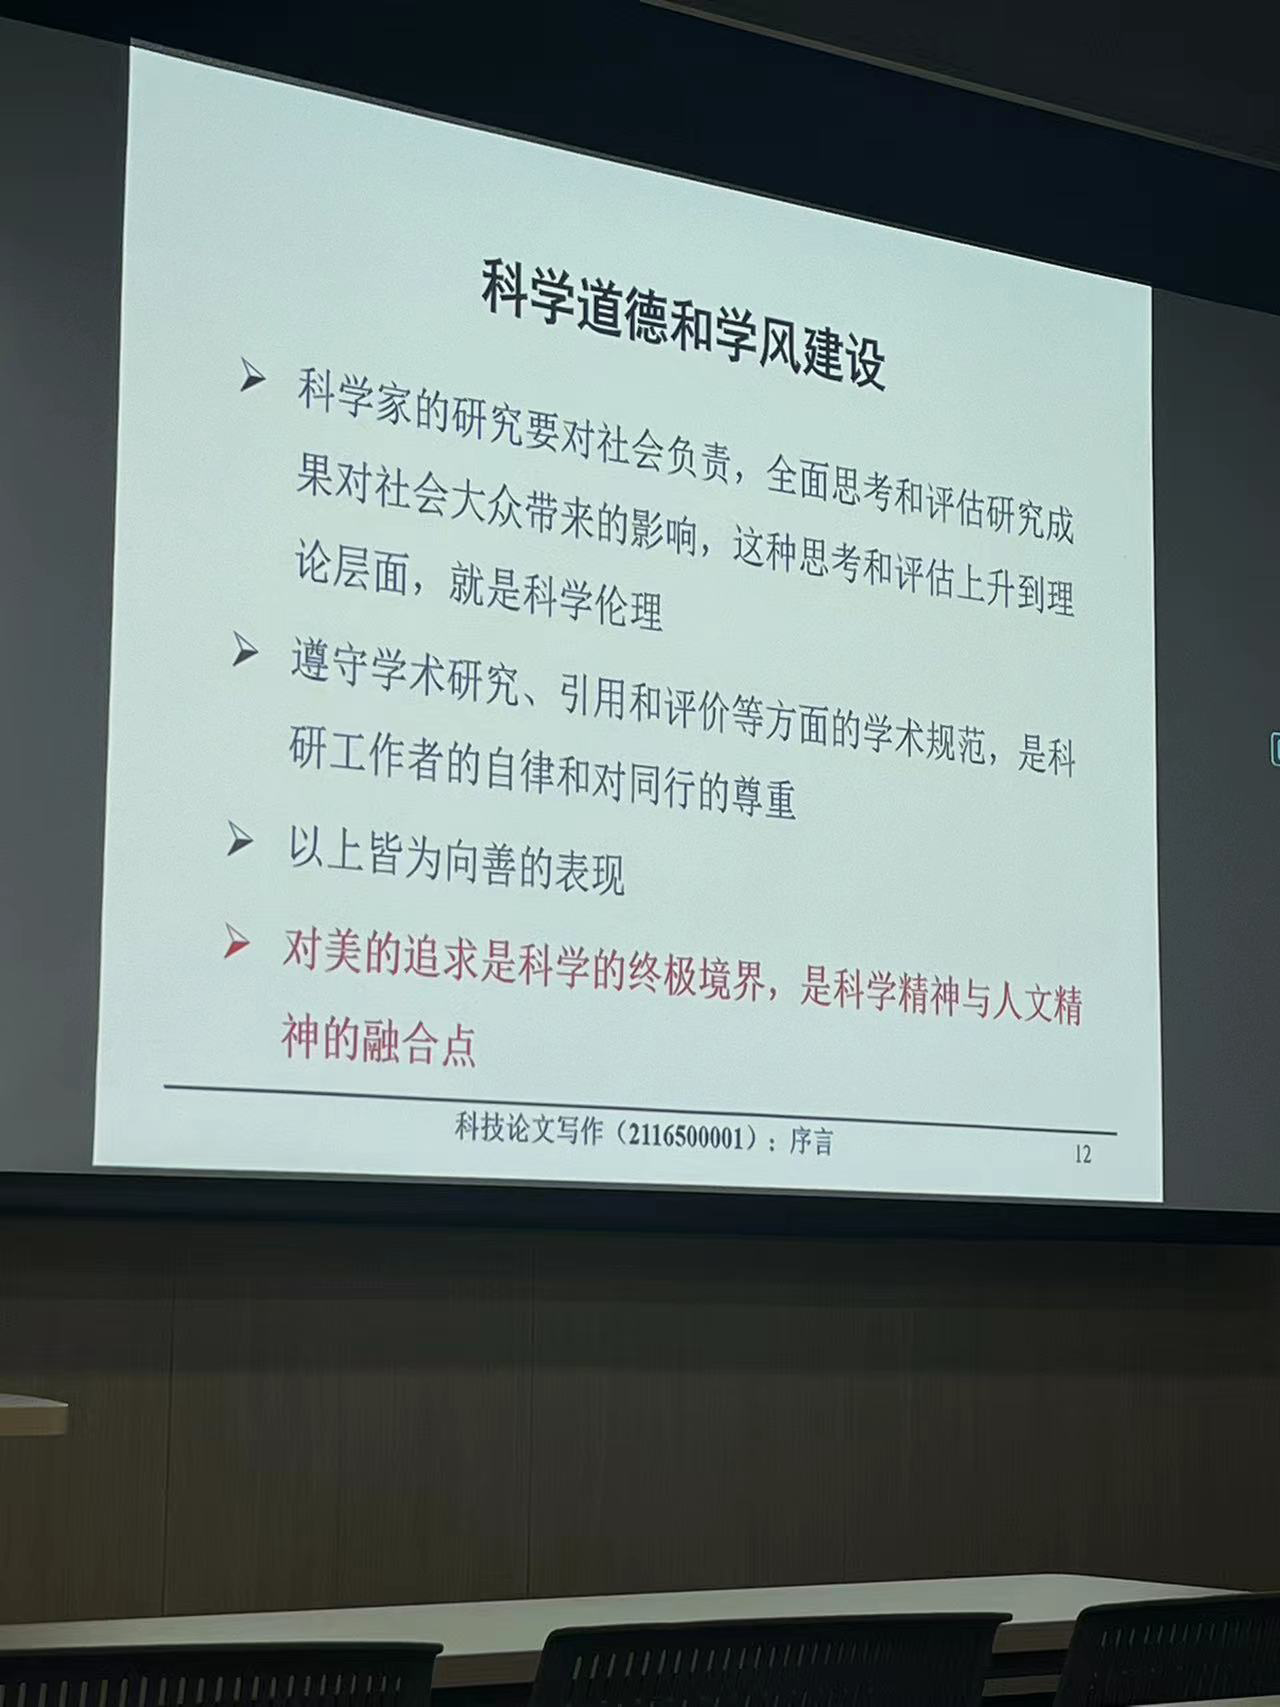 科学道德和学风建设
科学家的研究要对社会负责，全面思考和评估研究成
果对社会大众带来的影响，这种思考和评估上升到理
论层面，就是科学伦理
遵守学术研究、引用和评价等方面的学术规范，是科
研工作者的自律和对同行的尊重
以上皆为向善的表现
对美的追求是科学的终极境界，是科学精神与人文精
神的融合点
科技论文写作（2116500001）：序言
12